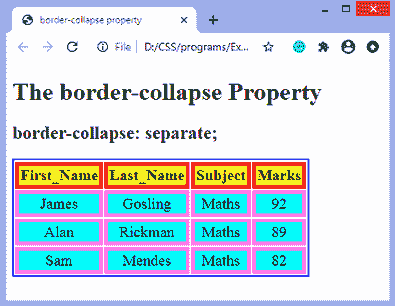 border-collapse property
File D:/CSS/programs/Ex...
The border-collapse Property
border-collapse: separate;
First_Name Last_Name Subject Marks
James Gosling Maths 92
Alan Rickman Maths 89
Sam Mendes Maths 82